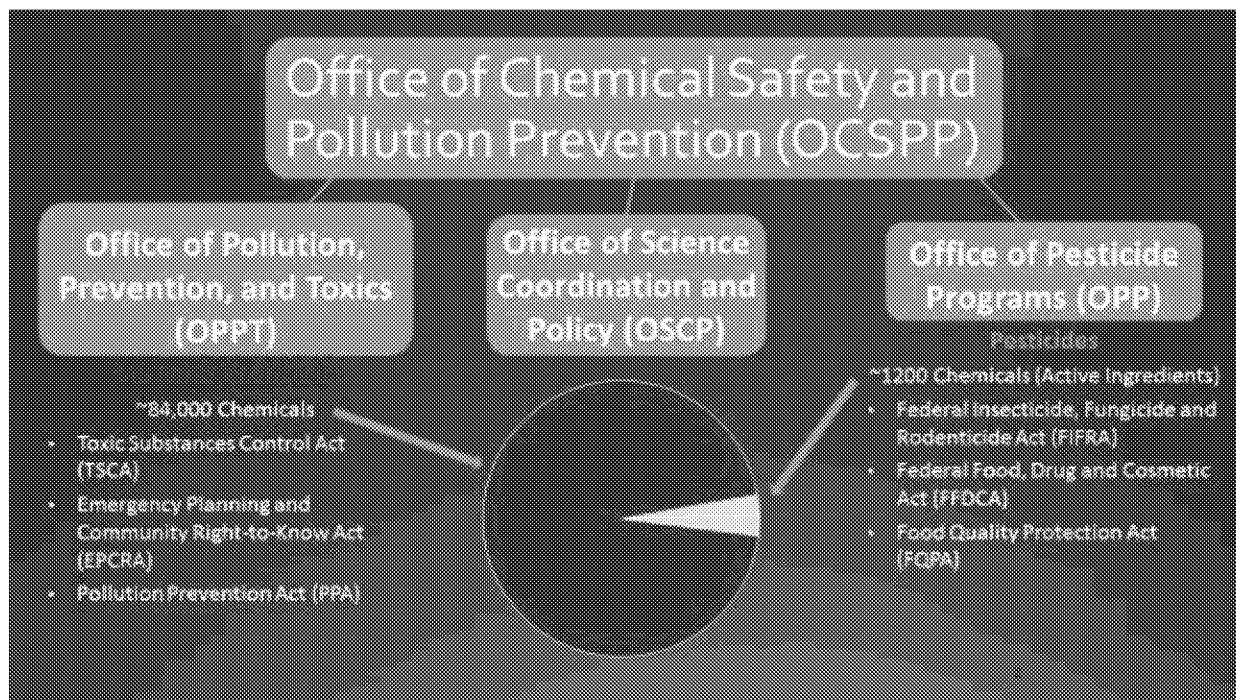 Office of Chemical Safety and
Pollution Prevention (OCSPP)
Office of Pollution,
Prevention, and Toxics
(OPPT)
~84,000 Chemicals
• Toxic Substances Control Act
(TSCA)
• Emergency Planning and
Community Right-to-Know Act
(EPCRA)
• Pollution Prevention Act (PPA)
Office of Science
Coordination and
Policy (OSCP)
Office of Pesticide
Programs (OPP)
Pesticides
~1200 Chemicals (Active Ingredients)
• Federal Insecticide, Fungicide and
Rodenticide Act (FIFRA)
• Federal Food, Drug and Cosmetic
Act (FFDCA)
• Food Quality Protection Act
(FQPA)